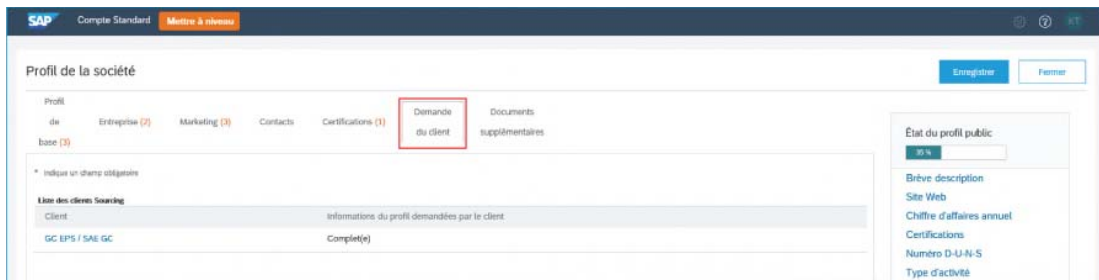 SAP Compte Standard Mettre à niveau KT
Profil de la société Enregistrer Fermer
Profil
de
base (3)
Entreprise (2) Marketing (3) Contacts Certifications (1)
Demande
du client
Documents
supplémentaires
* Indique un champ obligatoire
Liste des clients Sourcing
Client Informations du profil demandées par le client
GC EPS / SAE GC Complet(e)
État du profil public
35 %
Brève description
Site Web
Chiffre d'affaires annuel
Certifications
Numéro D-U-N-S
Type d'activité